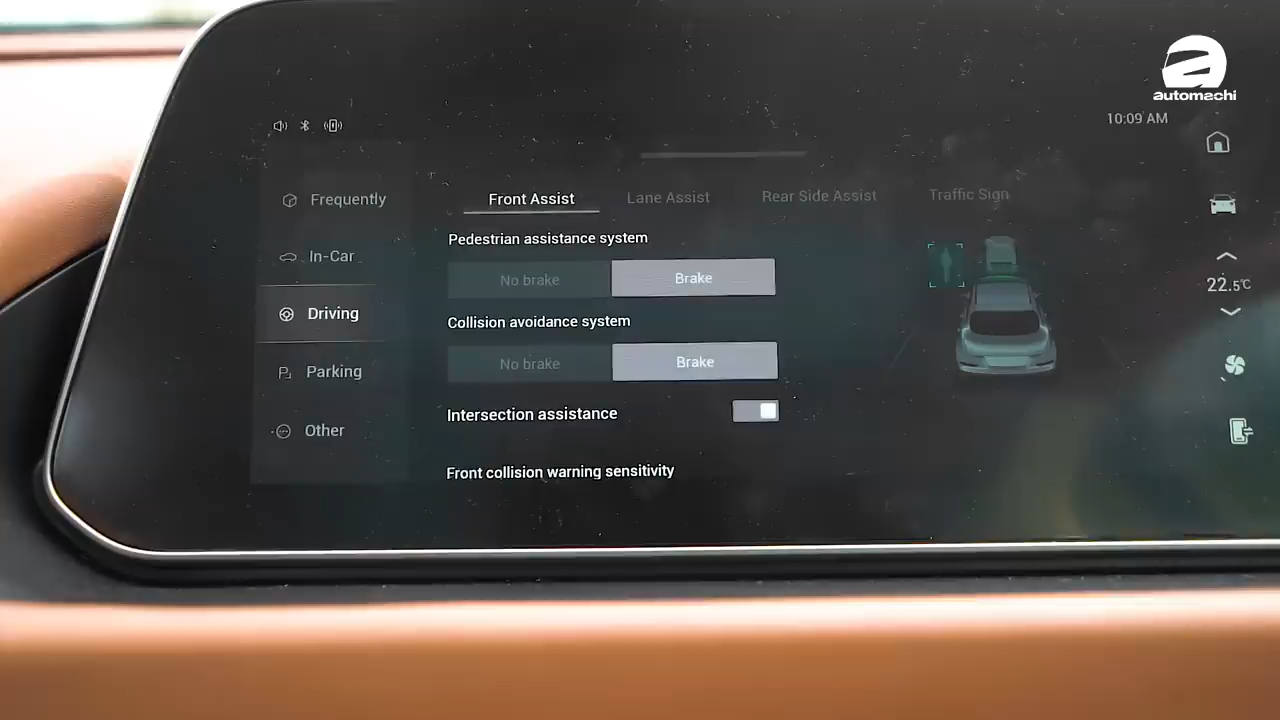 automachi
10:09 AM
Frequently
In-Car
Driving
Parking
Other
Front Assist Lane Assist Rear Side Assist Traffic Sign
Pedestrian assistance system
No brake Brake
Collision avoidance system
No brake Brake
Intersection assistance
Front collision warning sensitivity
22.5°C